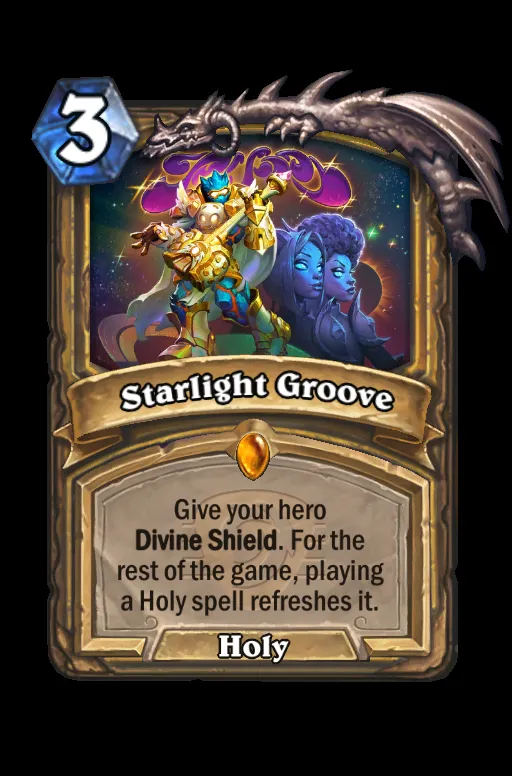 3
Starlight Groove
Give your hero
Divine Shield. For the
rest of the game, playing
a Holy spell refreshes it.
Holy